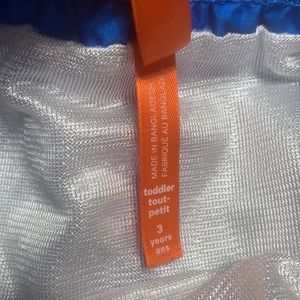 MADE IN BANGLADESH
FABRIQUÉ AU BANGLADESH
toddler
tout-
petit
3
years
ans